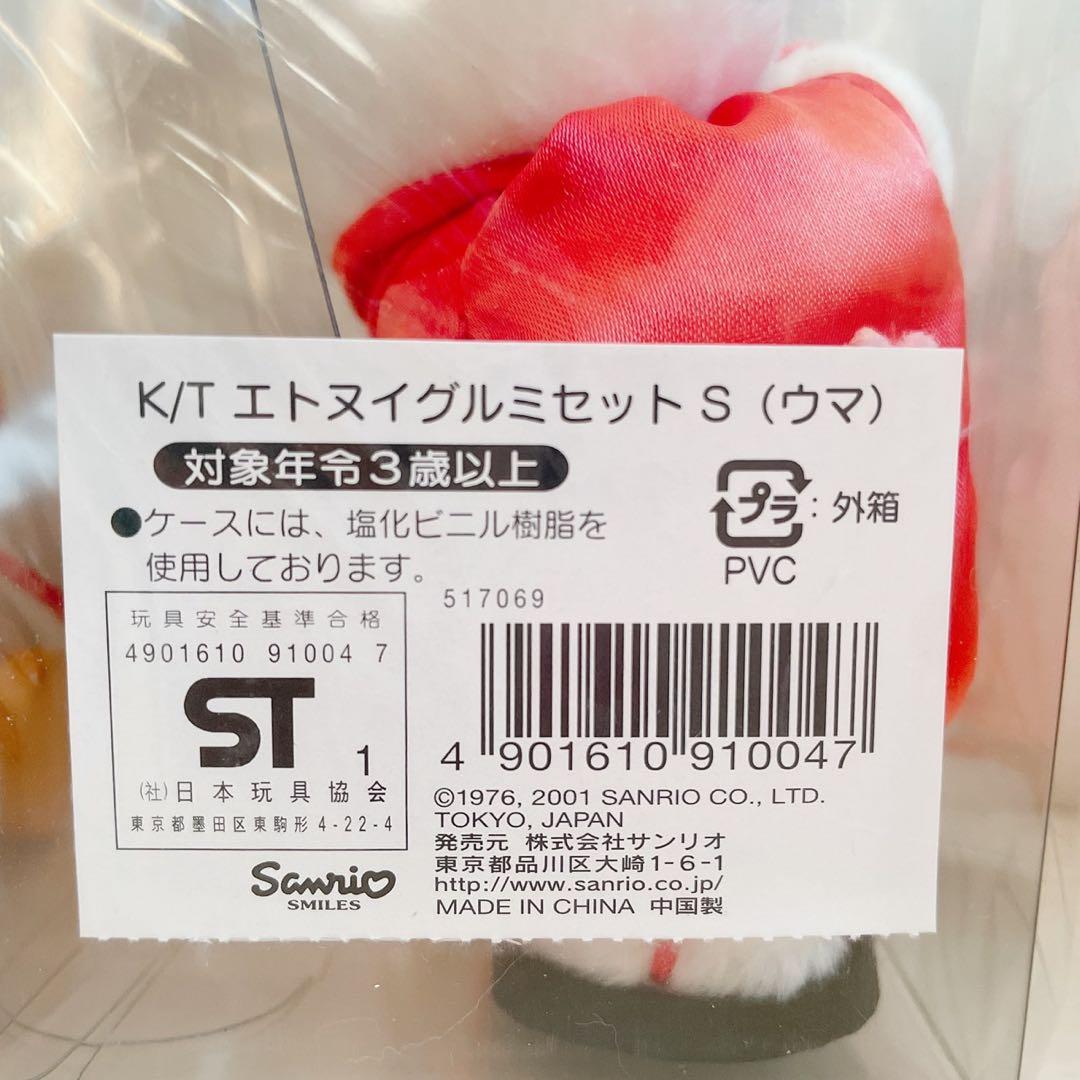 K/T エトヌイグルミセット S（ウマ）
対象年令3歳以上
●ケースには、塩化ビニル樹脂を
使用しております。
プラ : 外箱
PVC
517069
玩具安全基準合格
4901610 91004 7
ST 1
(社)日本玩具協会
東京都墨田区東駒形4-22-4
4 901610 910047
©1976, 2001 SANRIO CO., LTD.
TOKYO, JAPAN
発売元 株式会社サンリオ
東京都品川区大崎1-6-1
http://www.sanrio.co.jp/
MADE IN CHINA 中国製
Sanrio
SMILES